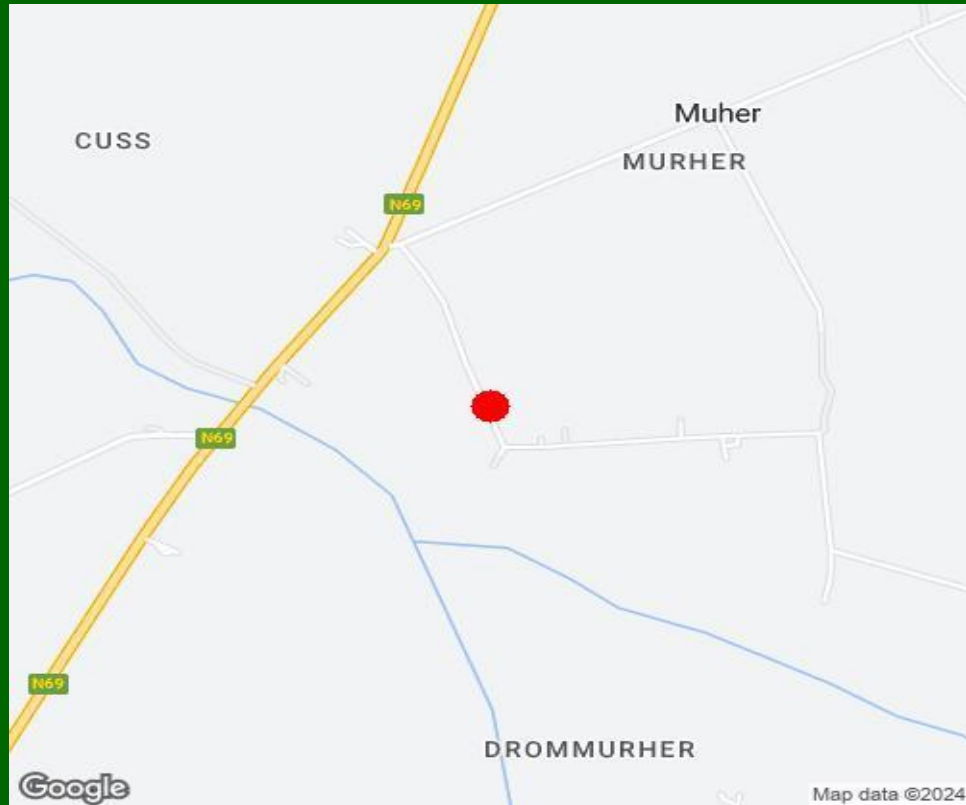 Muher
CUSS
MURHER
N69
N69
N69
DROMMURHER
Google
Map data ©2024